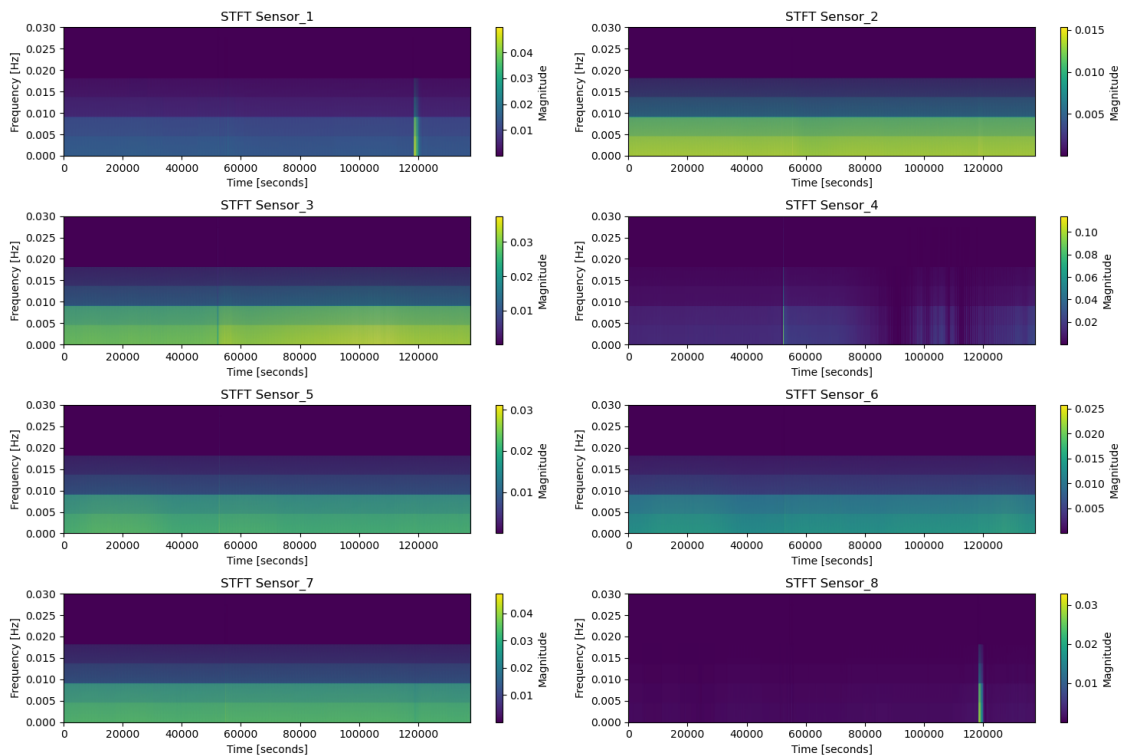 STFT Sensor_1
0.030
0.025
0.020
0.015
0.010
0.005
0.000
Frequency [Hz]
0 20000 40000 60000 80000 100000 120000
Time [seconds]
0.04
0.03
0.02
0.01
Magnitude
STFT Sensor_2
0.030
0.025
0.020
0.015
0.010
0.005
0.000
Frequency [Hz]
0 20000 40000 60000 80000 100000 120000
Time [seconds]
0.015
0.010
0.005
Magnitude
STFT Sensor_3
0.030
0.025
0.020
0.015
0.010
0.005
0.000
Frequency [Hz]
0 20000 40000 60000 80000 100000 120000
Time [seconds]
0.03
0.02
0.01
Magnitude
STFT Sensor_4
0.030
0.025
0.020
0.015
0.010
0.005
0.000
Frequency [Hz]
0 20000 40000 60000 80000 100000 120000
Time [seconds]
0.10
0.08
0.06
0.04
0.02
Magnitude
STFT Sensor_5
0.030
0.025
0.020
0.015
0.010
0.005
0.000
Frequency [Hz]
0 20000 40000 60000 80000 100000 120000
Time [seconds]
0.03
0.02
0.01
Magnitude
STFT Sensor_6
0.030
0.025
0.020
0.015
0.010
0.005
0.000
Frequency [Hz]
0 20000 40000 60000 80000 100000 120000
Time [seconds]
0.025
0.020
0.015
0.010
0.005
Magnitude
STFT Sensor_7
0.030
0.025
0.020
0.015
0.010
0.005
0.000
Frequency [Hz]
0 20000 40000 60000 80000 100000 120000
Time [seconds]
0.04
0.03
0.02
0.01
Magnitude
STFT Sensor_8
0.030
0.025
0.020
0.015
0.010
0.005
0.000
Frequency [Hz]
0 20000 40000 60000 80000 100000 120000
Time [seconds]
0.03
0.02
0.01
Magnitude